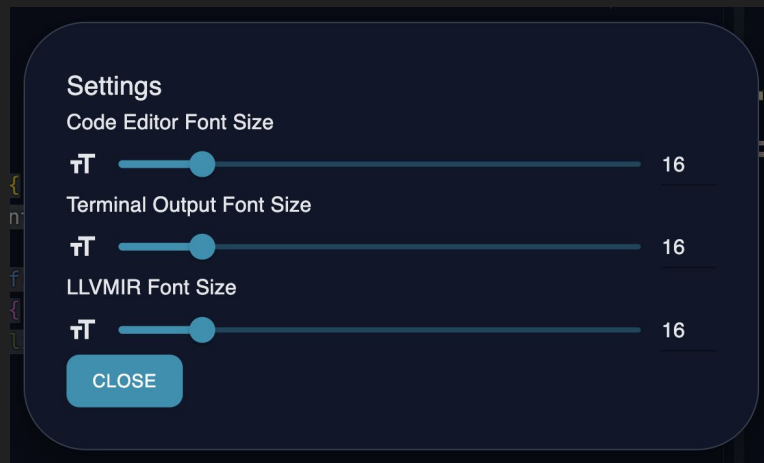 Settings
Code Editor Font Size
16
Terminal Output Font Size
16
LLVMIR Font Size
16
CLOSE